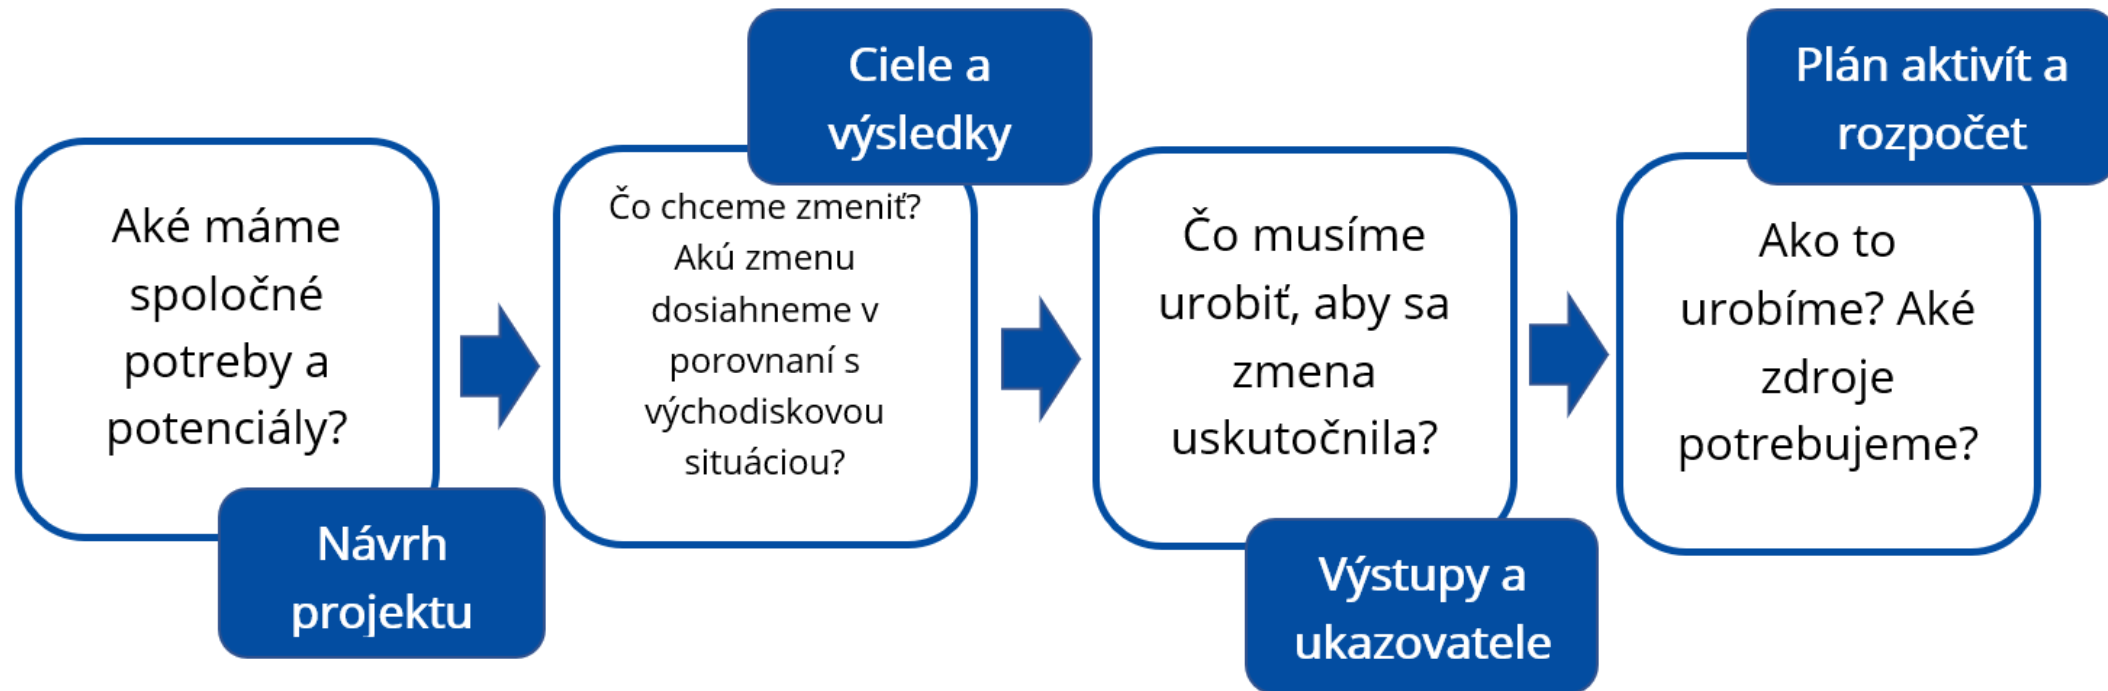 Aké máme
spoločné
potreby a
potenciály?
Návrh
projektu
Ciele a
výsledky
Čo chceme zmeniť?
Akú zmenu
dosiahneme v
porovnaní s
východiskovou
situáciou?
Čo musíme
urobiť, aby sa
zmena
uskutočnila?
Výstupy a
ukazovatele
Plán aktivít a
rozpočet
Ako to
urobíme? Aké
zdroje
potrebujeme?